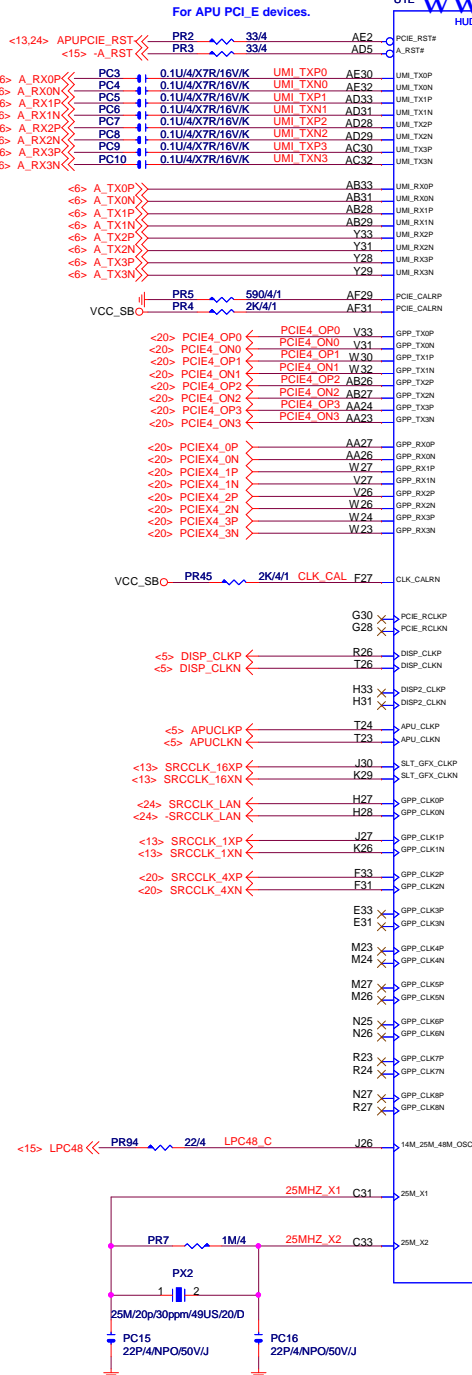 For APU PCI_E devices.
HUD
<13,24> APUPCIE_RST- PR2 33/4 AE2 PCIE_RST#
<15> -A_RST PR3 33/4 AD5 A_RST#
A_RX0P PC3 0.1U/4/X7R/16V/K UMI_TXP0 AE30 UMI_TX0P
A_RX0N PC4 0.1U/4/X7R/16V/K UMI_TXN0 AE32 UMI_TX0N
A_RX1P PC5 0.1U/4/X7R/16V/K UMI_TXP1 AD33 UMI_TX1P
A_RX1N PC6 0.1U/4/X7R/16V/K UMI_TXN1 AD31 UMI_TX1N
A_RX2P PC7 0.1U/4/X7R/16V/K UMI_TXP2 AD28 UMI_TX2P
A_RX2N PC8 0.1U/4/X7R/16V/K UMI_TXN2 AD29 UMI_TX2N
A_RX3P PC9 0.1U/4/X7R/16V/K UMI_TXP3 AC30 UMI_TX3P
A_RX3N PC10 0.1U/4/X7R/16V/K UMI_TXN3 AC32 UMI_TX3N
<6> A_TX0P AB33 UMI_RX0P
<6> A_TX0N AB31 UMI_RX0N
<6> A_TX1P AB28 UMI_RX1P
<6> A_TX1N AB29 UMI_RX1N
<6> A_TX2P Y33 UMI_RX2P
<6> A_TX2N Y31 UMI_RX2N
<6> A_TX3P Y28 UMI_RX3P
<6> A_TX3N Y29 UMI_RX3N
PR5 590/4/1 AF29 PCIE_CALRP
VCC_SB PR4 2K/4/1 AF31 PCIE_CALRN
<20> PCIE4_OP0 PCIE4_OP0 V33 GPP_TX0P
<20> PCIE4_ON0 PCIE4_ON0 V31 GPP_TX0N
<20> PCIE4_OP1 PCIE4_OP1 W30 GPP_TX1P
<20> PCIE4_ON1 PCIE4_ON1 W32 GPP_TX1N
<20> PCIE4_OP2 PCIE4_OP2 AB26 GPP_TX2P
<20> PCIE4_ON2 PCIE4_ON2 AB27 GPP_TX2N
<20> PCIE4_OP3 PCIE4_OP3 AA24 GPP_TX3P
<20> PCIE4_ON3 PCIE4_ON3 AA23 GPP_TX3N
<20> PCIEX4_0P AA27 GPP_RX0P
<20> PCIEX4_0N AA26 GPP_RX0N
<20> PCIEX4_1P W27 GPP_RX1P
<20> PCIEX4_1N V27 GPP_RX1N
<20> PCIEX4_2P V26 GPP_RX2P
<20> PCIEX4_2N W26 GPP_RX2N
<20> PCIEX4_3P W24 GPP_RX3P
<20> PCIEX4_3N W23 GPP_RX3N
VCC_SB PR45 2K/4/1 CLK_CAL F27 CLK_CALRN
G30 PCIE_RCLKP
G28 PCIE_RCLKN
<5> DISP_CLKP R26 DISP_CLKP
<5> DISP_CLKN T26 DISP_CLKN
H33 DISP2_CLKP
H31 DISP2_CLKN
<5> APUCLKP T24 APU_CLKP
<5> APUCLKN T23 APU_CLKN
<13> SRCCLK_16XP J30 SLT_GFX_CLKP
<13> SRCCLK_16XN K29 SLT_GFX_CLKN
<24> SRCCLK_LAN H27 GPP_CLK0P
<24> -SRCCLK_LAN H28 GPP_CLK0N
<13> SRCCLK_1XP J27 GPP_CLK1P
<13> SRCCLK_1XN K26 GPP_CLK1N
<20> SRCCLK_4XP F33 GPP_CLK2P
<20> SRCCLK_4XN F31 GPP_CLK2N
E33 GPP_CLK3P
E31 GPP_CLK3N
M23 GPP_CLK4P
M24 GPP_CLK4N
M27 GPP_CLK5P
M26 GPP_CLK5N
N25 GPP_CLK6P
N26 GPP_CLK6N
R23 GPP_CLK7P
R24 GPP_CLK7N
N27 GPP_CLK8P
R27 GPP_CLK8N
<15> LPC48 PR94 22/4 LPC48_C J26 14M_25M_48M_OSC
25MHZ_X1 C31 25M_X1
PR7 1M/4 25MHZ_X2 C33 25M_X2
PX2
1 2
25M/20p/30ppm/49US/20/D
PC15 PC16
22P/4/NPO/50V/J 22P/4/NPO/50V/J